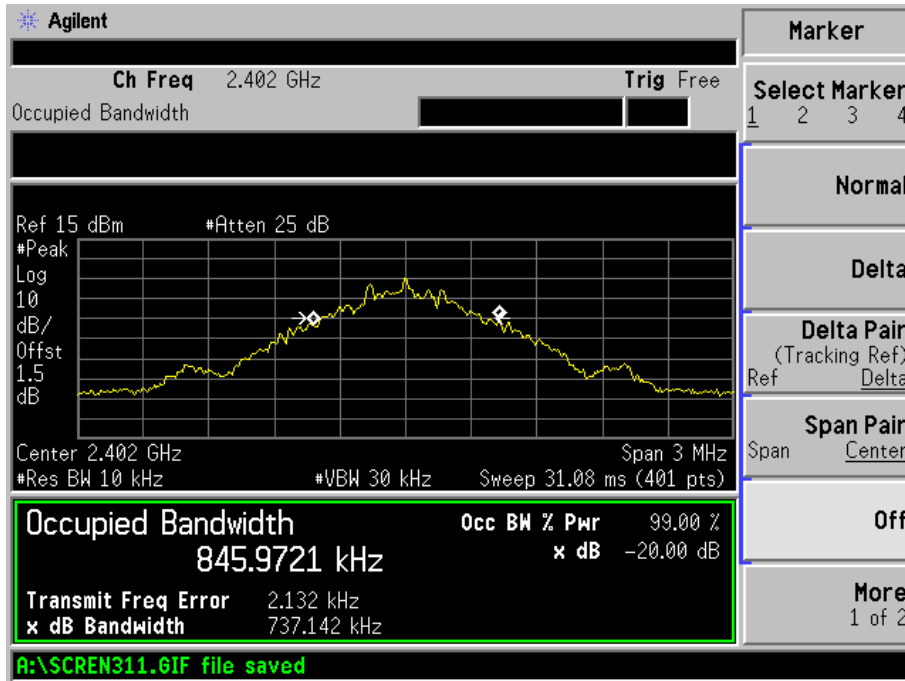 Agilent
Ch Freq 2.402 GHz Trig Free
Occupied Bandwidth
Ref 15 dBm #Atten 25 dB
#Peak
Log
10
dB/
Offst
1.5
dB
Center 2.402 GHz Span 3 MHz
#Res BW 10 kHz #VBW 30 kHz Sweep 31.08 ms (401 pts)
Occupied Bandwidth
845.9721 kHz
Occ BW % Pwr 99.00 %
x dB -20.00 dB
Transmit Freq Error 2.132 kHz
x dB Bandwidth 737.142 kHz
A:\SCREN311.GIF file saved
Marker
Select Marker
1 2 3 4
Normal
Delta
Delta Pair
(Tracking Ref)
Ref Delta
Span Pair
Span Center
Off
More
1 of 2